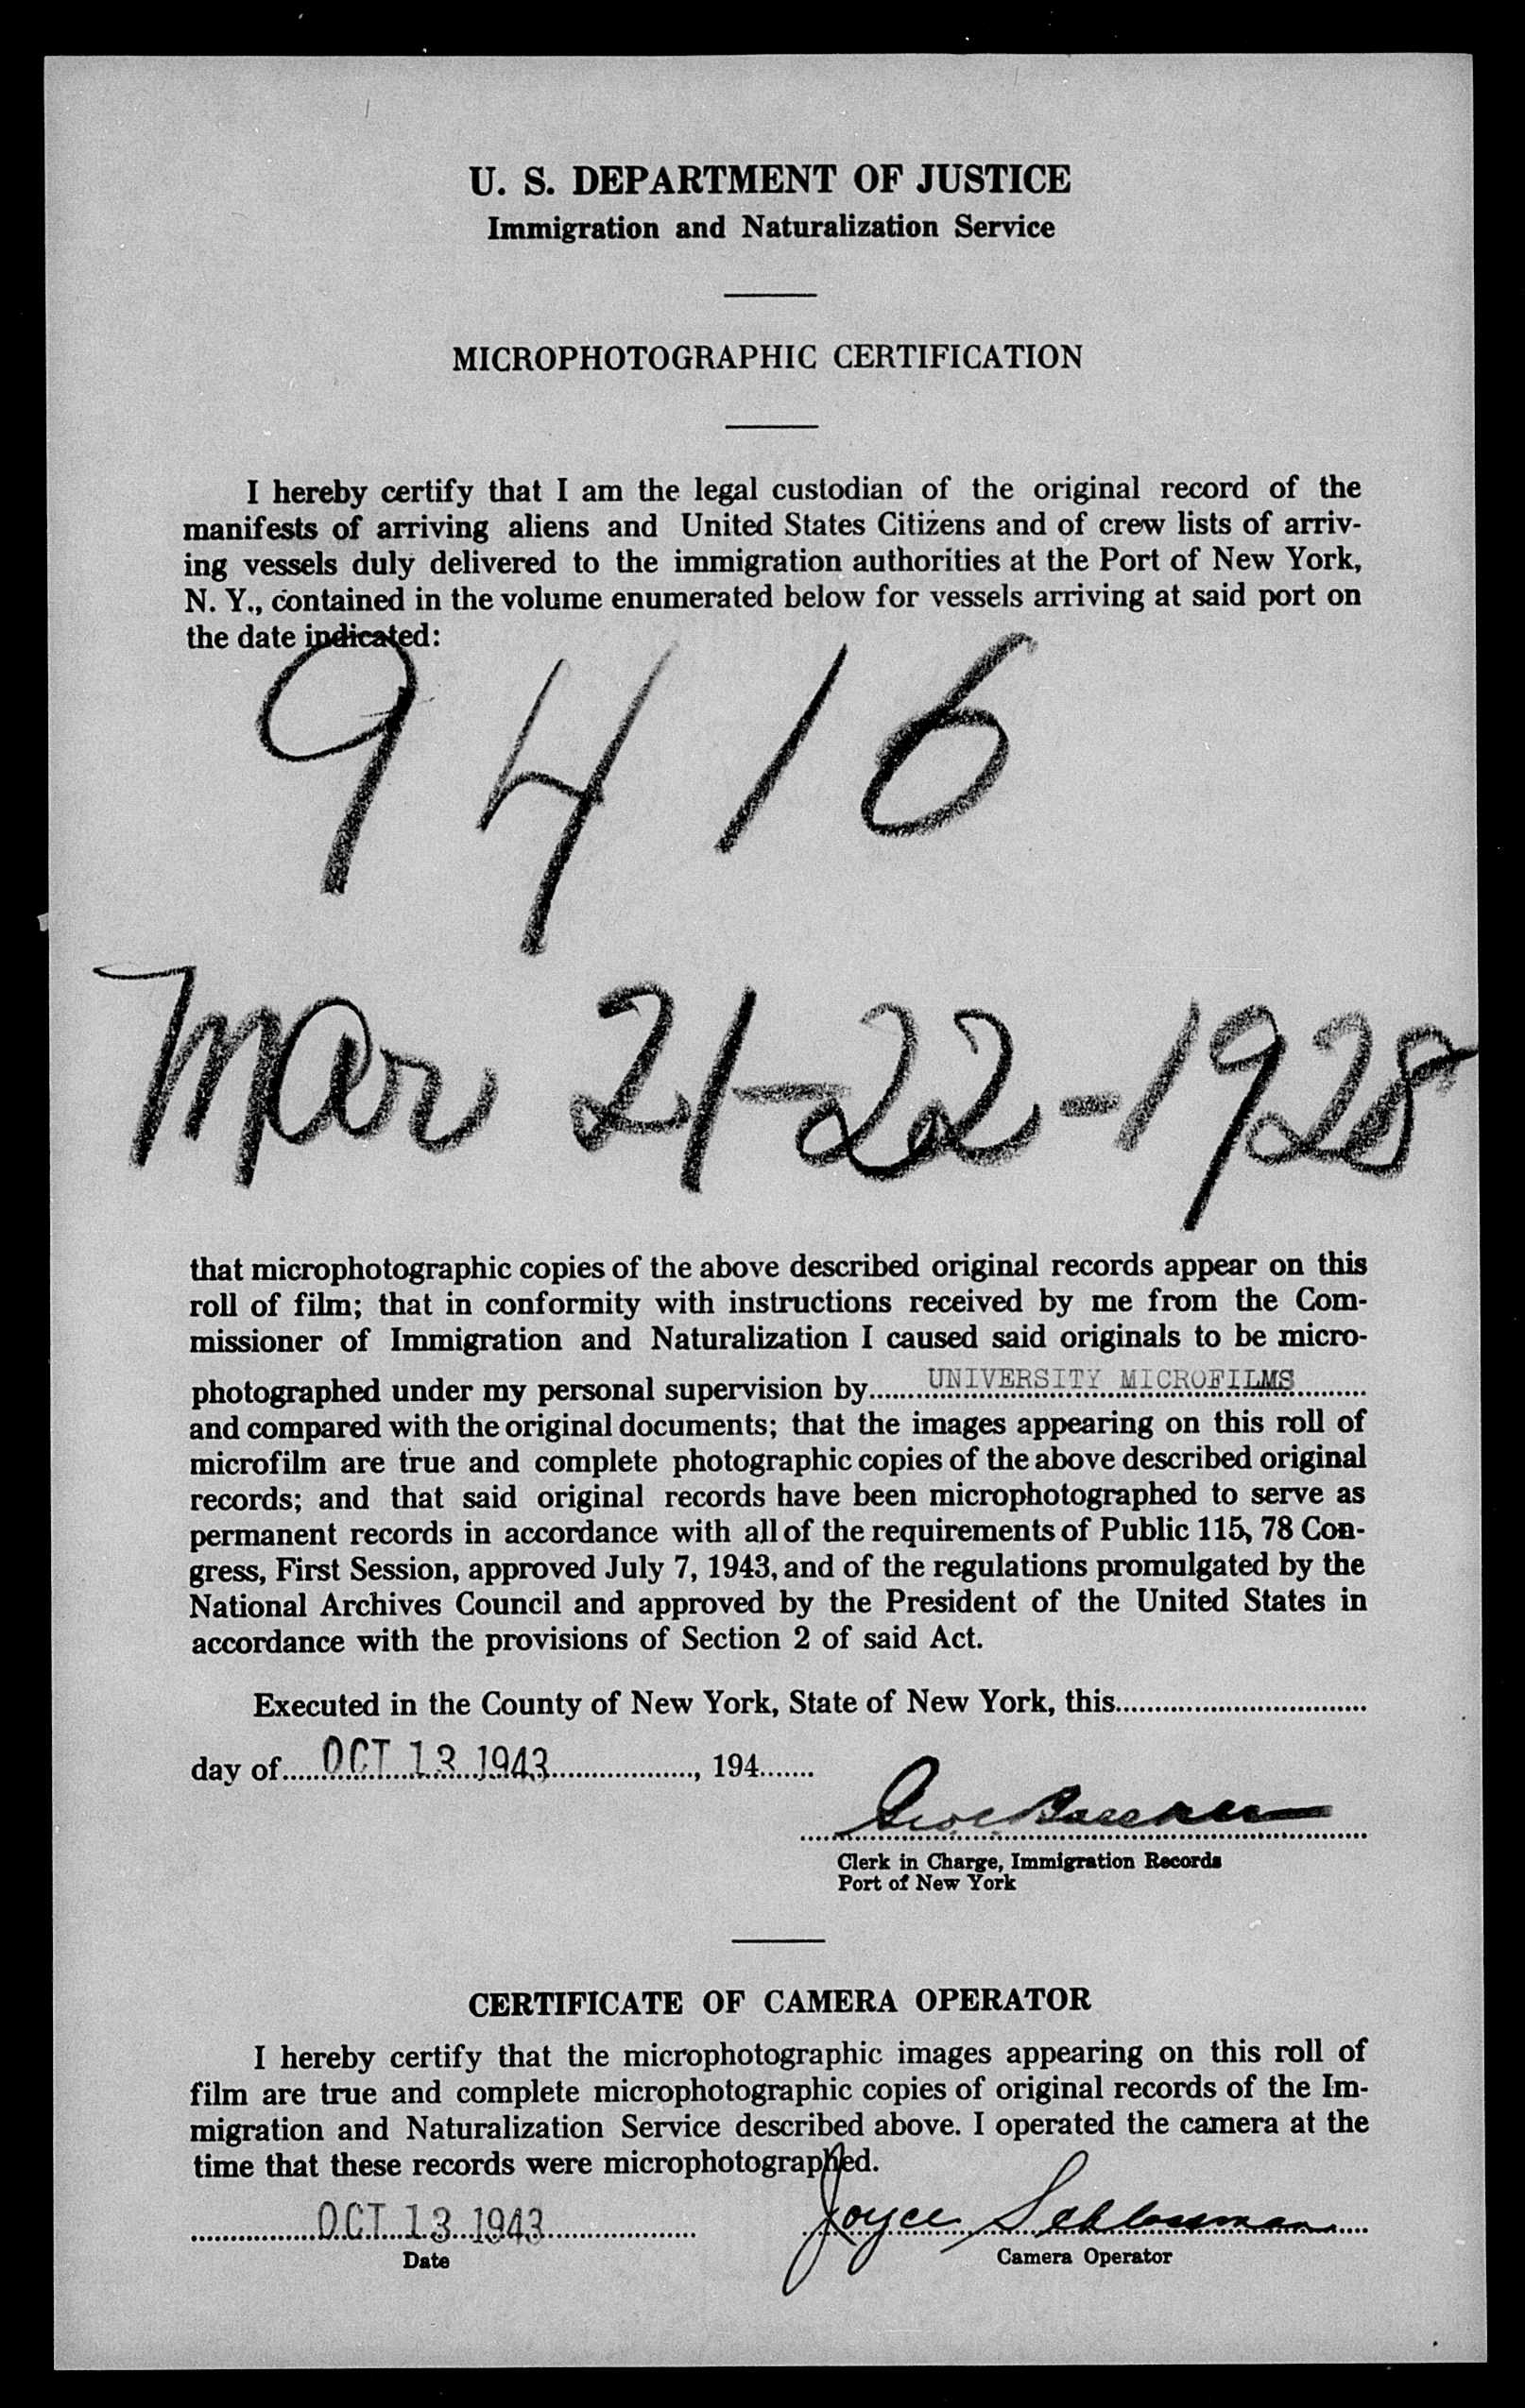 U. S. DEPARTMENT OF JUSTICE
Immigration and Naturalization Service
MICROPHOTOGRAPHIC CERTIFICATION
I hereby certify that I am the legal custodian of the original record of the
manifests of arriving aliens and United States Citizens and of crew lists of arriv-
ing vessels duly delivered to the immigration authorities at the Port of New York,
N. Y., contained in the volume enumerated below for vessels arriving at said port on
the date indicated:
9416
Mar 21-22-1928
that microphotographic copies of the above described original records appear on this
roll of film; that in conformity with instructions received by me from the Com-
missioner of Immigration and Naturalization I caused said originals to be micro-
photographed under my personal supervision by UNIVERSITY MICROFILMS
and compared with the original documents; that the images appearing on this roll of
microfilm are true and complete photographic copies of the above described original
records; and that said original records have been microphotographed to serve as
permanent records in accordance with all of the requirements of Public 115, 78 Con-
gress, First Session, approved July 7, 1943, and of the regulations promulgated by the
National Archives Council and approved by the President of the United States in
accordance with the provisions of Section 2 of said Act.
Executed in the County of New York, State of New York, this
day of OCT 13 1943, 194
Clerk in Charge, Immigration Records
Port of New York
CERTIFICATE OF CAMERA OPERATOR
I hereby certify that the microphotographic images appearing on this roll of
film are true and complete microphotographic copies of original records of the Im-
migration and Naturalization Service described above. I operated the camera at the
time that these records were microphotographed.
OCT 13 1943 Joyce Schlossman
Date Camera Operator